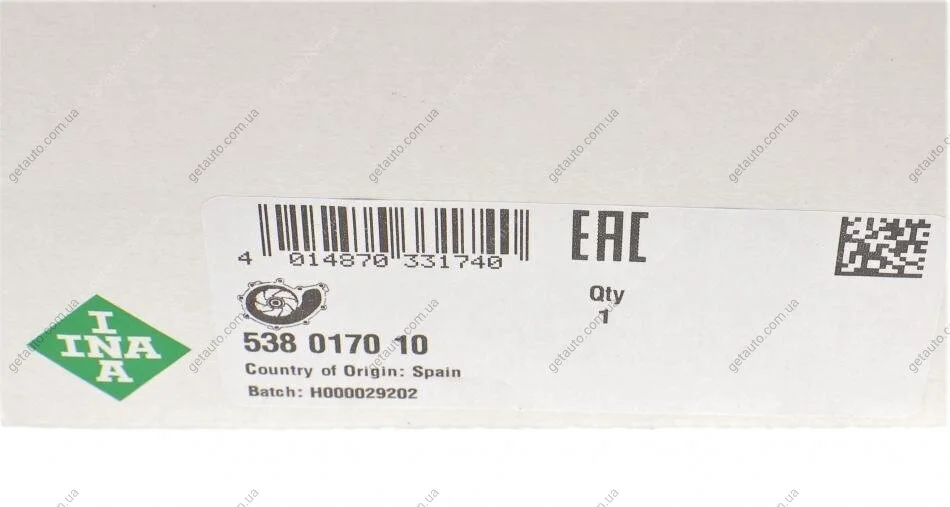 4 014870 331740
EAC
Qty
1
538 0170 10
Country of Origin: Spain
Batch: H000029202
INA
INA
getauto.com.ua